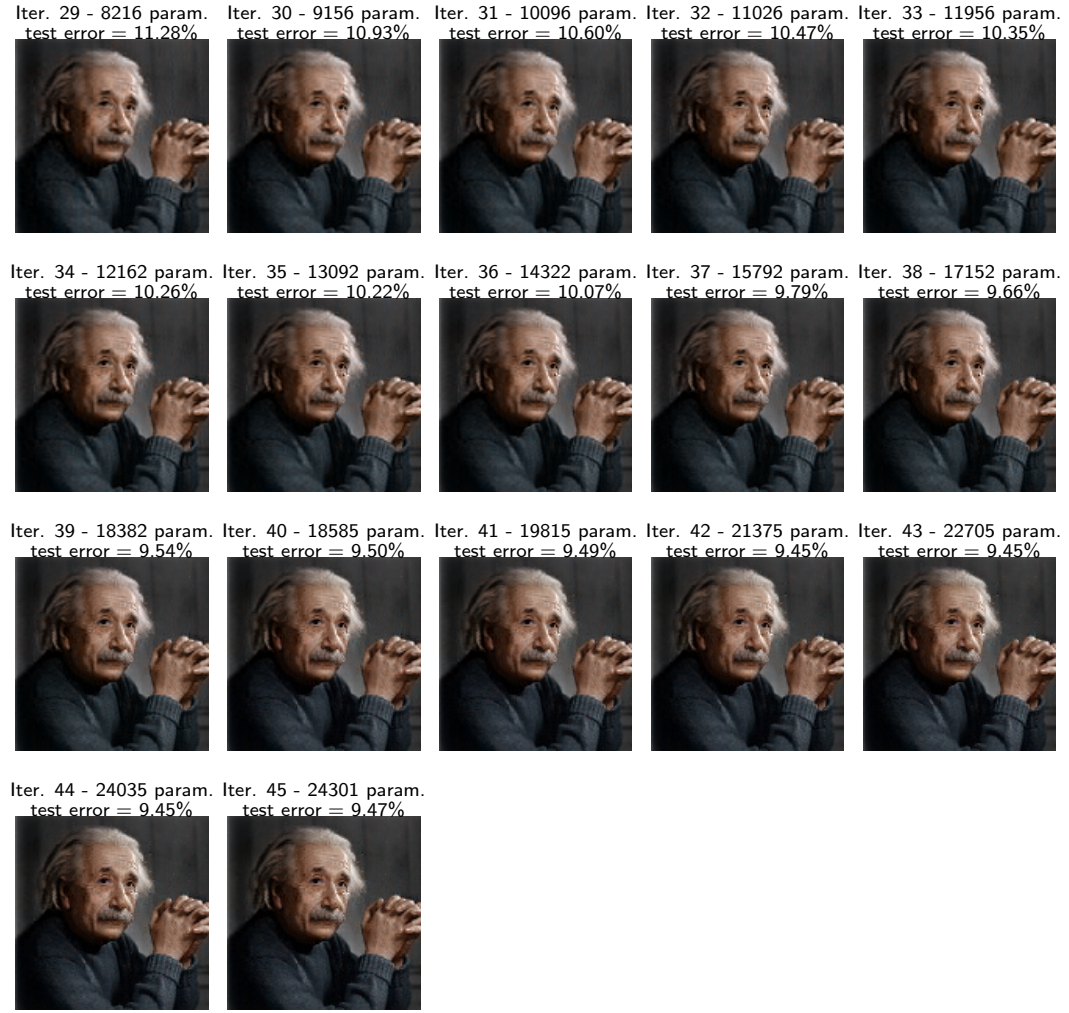 Iter. 29 - 8216 param.
test error = 11.28%
Iter. 30 - 9156 param.
test error = 10.93%
Iter. 31 - 10096 param.
test error = 10.60%
Iter. 32 - 11026 param.
test error = 10.47%
Iter. 33 - 11956 param.
test error = 10.35%
Iter. 34 - 12162 param.
test error = 10.26%
Iter. 35 - 13092 param.
test error = 10.22%
Iter. 36 - 14322 param.
test error = 10.07%
Iter. 37 - 15792 param.
test error = 9.79%
Iter. 38 - 17152 param.
test error = 9.66%
Iter. 39 - 18382 param.
test error = 9.54%
Iter. 40 - 18585 param.
test error = 9.50%
Iter. 41 - 19815 param.
test error = 9.49%
Iter. 42 - 21375 param.
test error = 9.45%
Iter. 43 - 22705 param.
test error = 9.45%
Iter. 44 - 24035 param.
test error = 9.45%
Iter. 45 - 24301 param.
test error = 9.47%